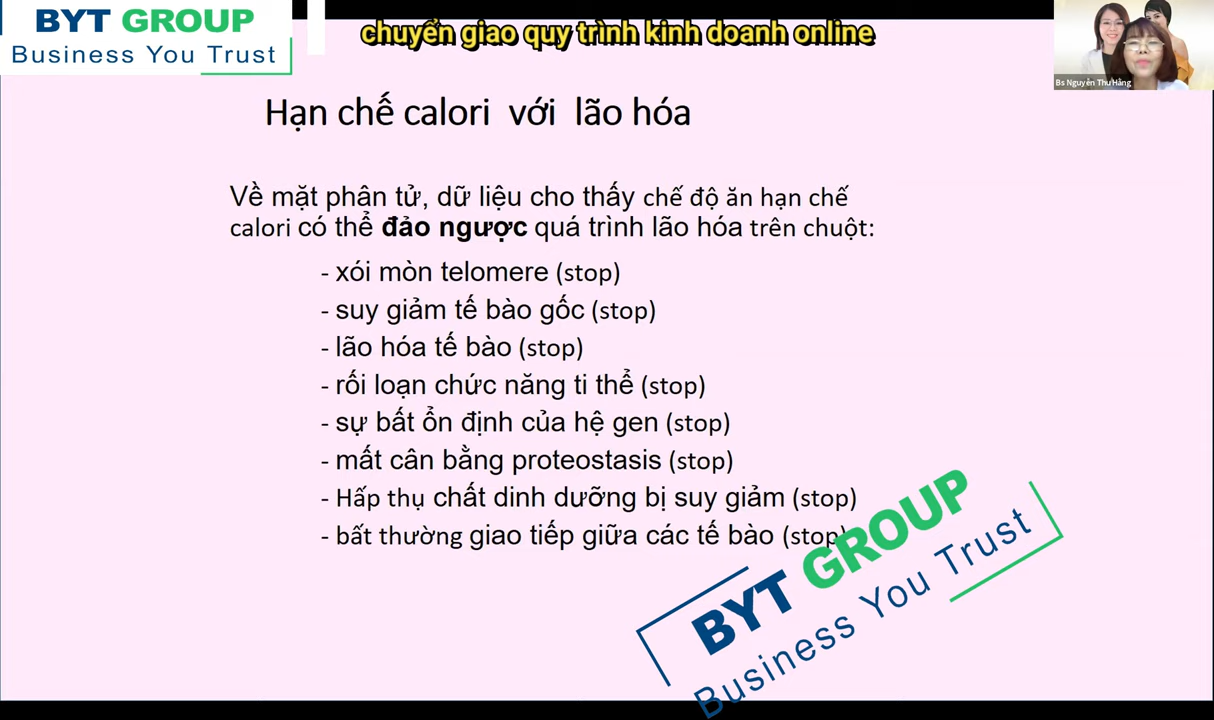 BYT GROUP
Business You Trust
chuyển giao quy trình kinh doanh online
Bs Nguyễn Thu Hằng
Hạn chế calori với lão hóa
Về mặt phân tử, dữ liệu cho thấy chế độ ăn hạn chế
calori có thể đảo ngược quá trình lão hóa trên chuột:
- xói mòn telomere (stop)
- suy giảm tế bào gốc (stop)
- lão hóa tế bào (stop)
- rối loạn chức năng ti thể (stop)
- sự bất ổn định của hệ gen (stop)
- mất cân bằng proteostasis (stop)
- Hấp thụ chất dinh dưỡng bị suy giảm (stop)
- bất thường giao tiếp giữa các tế bào (stop)
BYT GROUP
Business You Trust